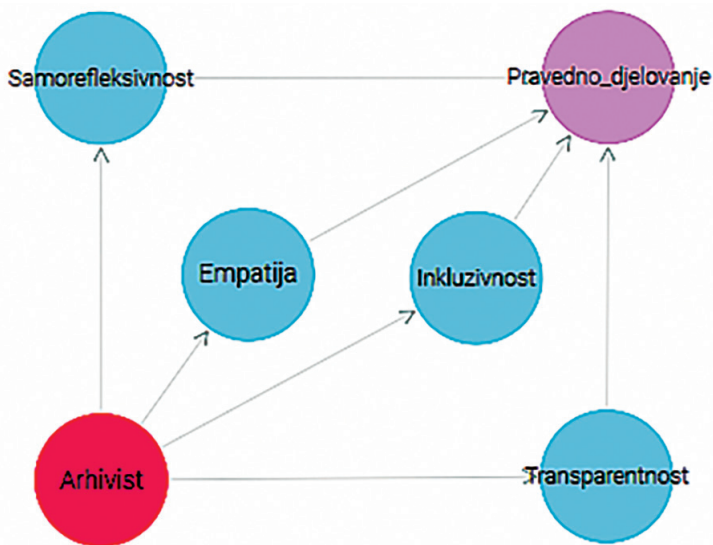 Samorefleksivnost
Pravedno_djelovanje
Empatija
Inkluzivnost
Arhivist
Transparentnost